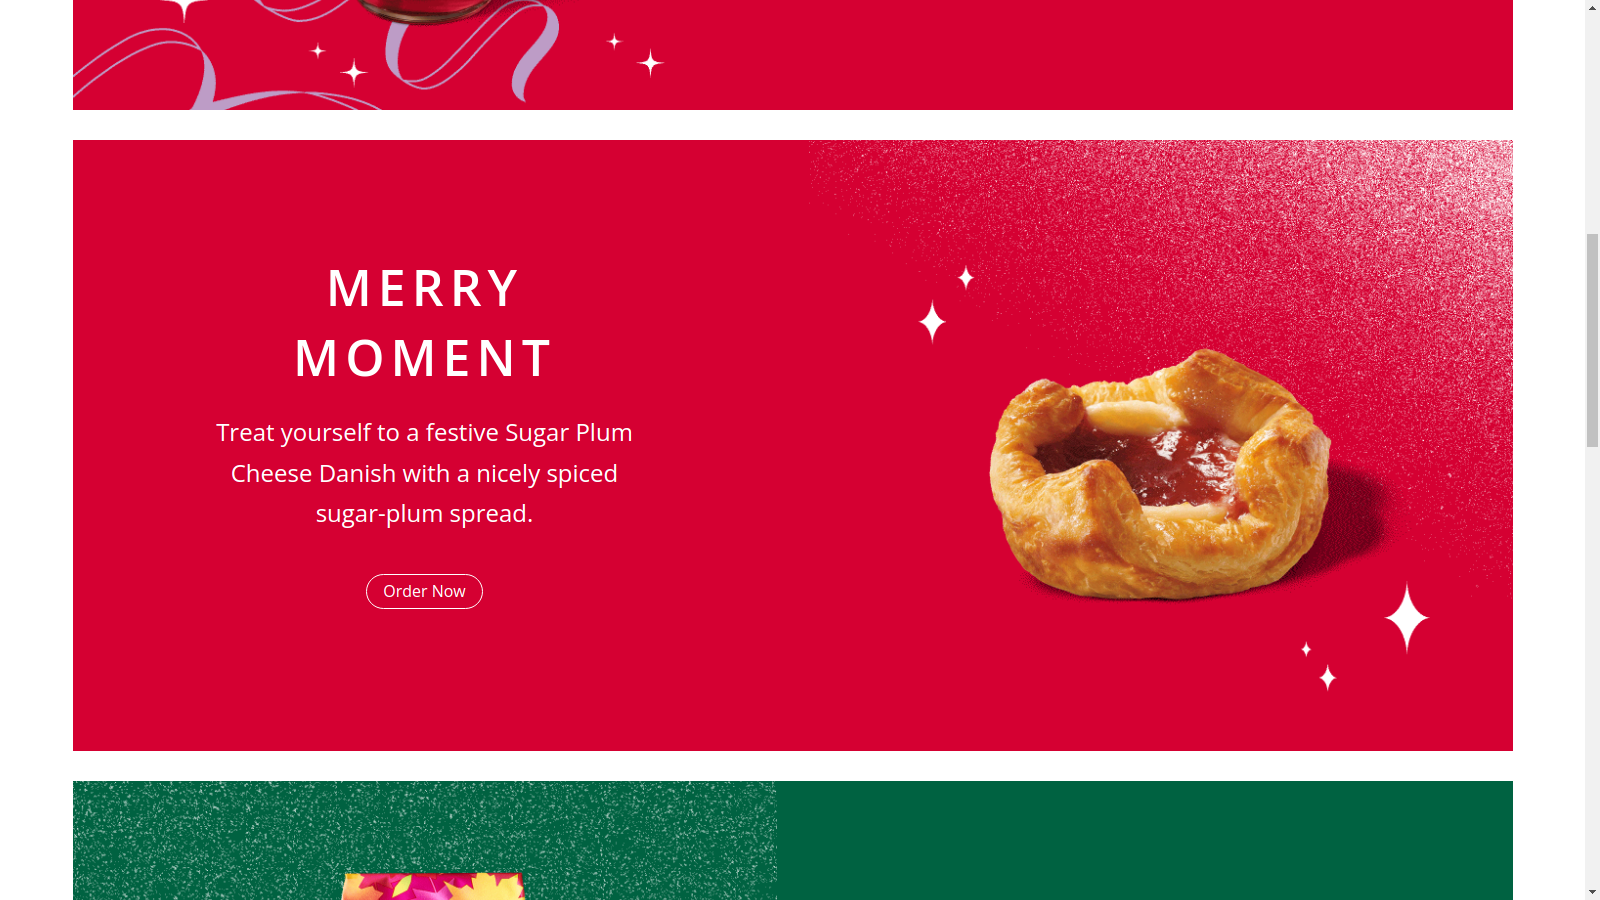 MERRY
MOMENT
Treat yourself to a festive Sugar Plum
Cheese Danish with a nicely spiced
sugar-plum spread.
Order Now